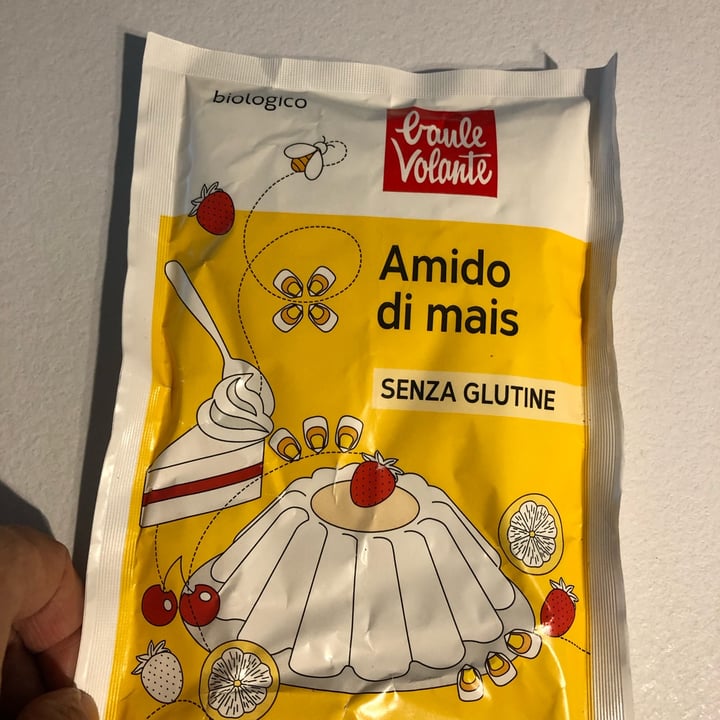 biologico
baule
Volante
Amido
di mais
SENZA GLUTINE